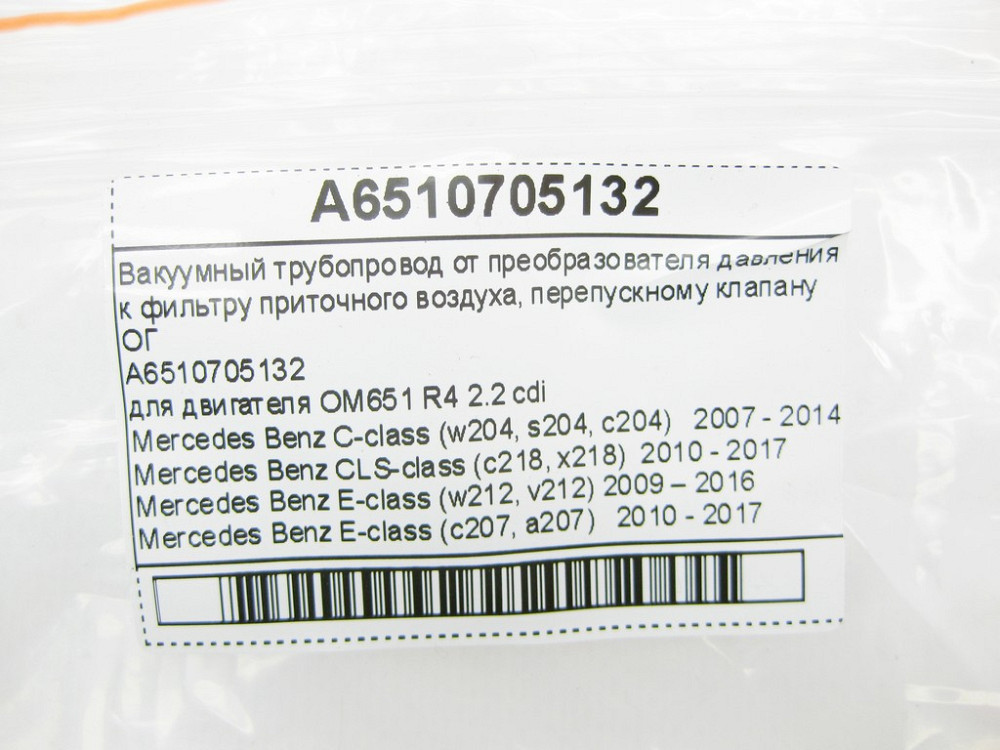 A6510705132
Вакуумный трубопровод от преобразователя давления
к фильтру приточного воздуха, перепускному клапану
ОГ
A6510705132
для двигателя OM651 R4 2.2 cdi
Mercedes Benz C-class (w204, s204, c204) 2007 - 2014
Mercedes Benz CLS-class (c218, x218) 2010 - 2017
Mercedes Benz E-class (w212, v212) 2009 – 2016
Mercedes Benz E-class (c207, a207) 2010 - 2017